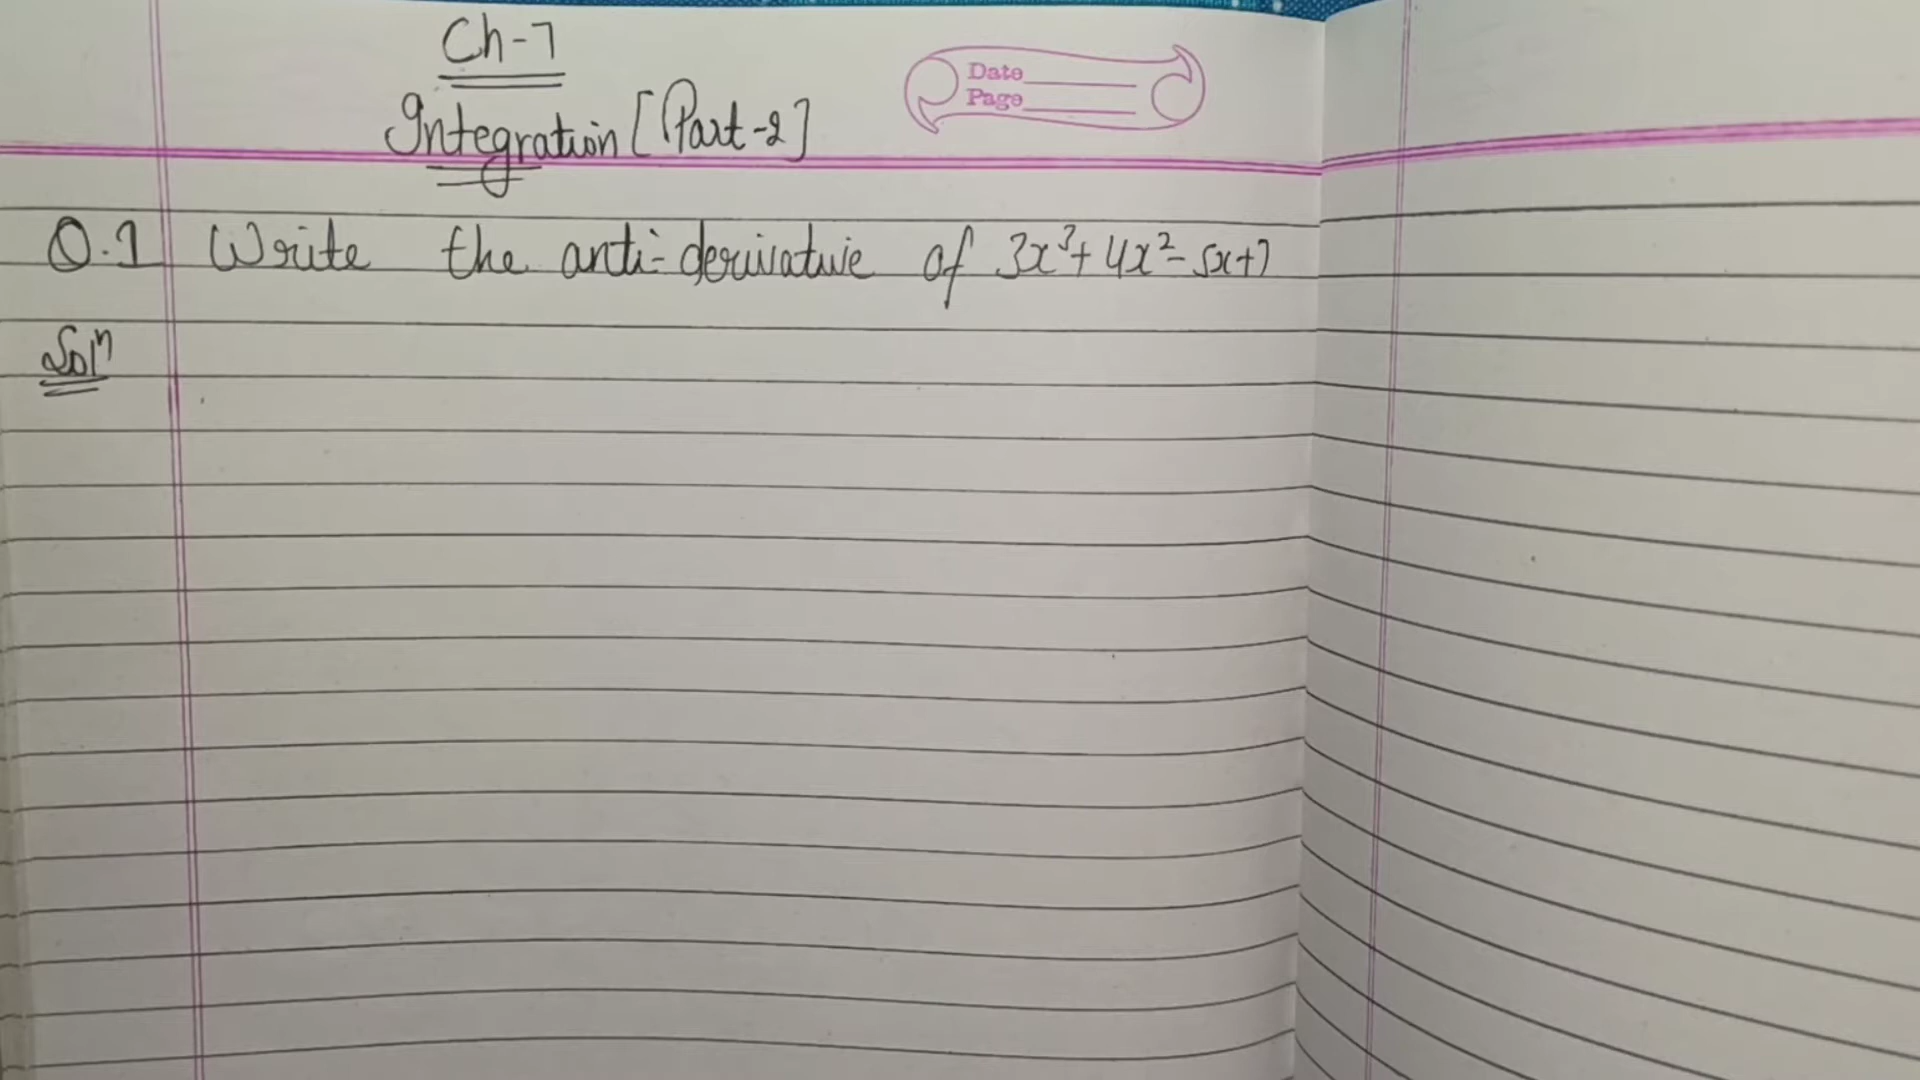 Ch-7
Integration [Part-2]
Date
Page
Q.1 Write the anti-derivative of 3x³+4x²-5x+7
Solⁿ